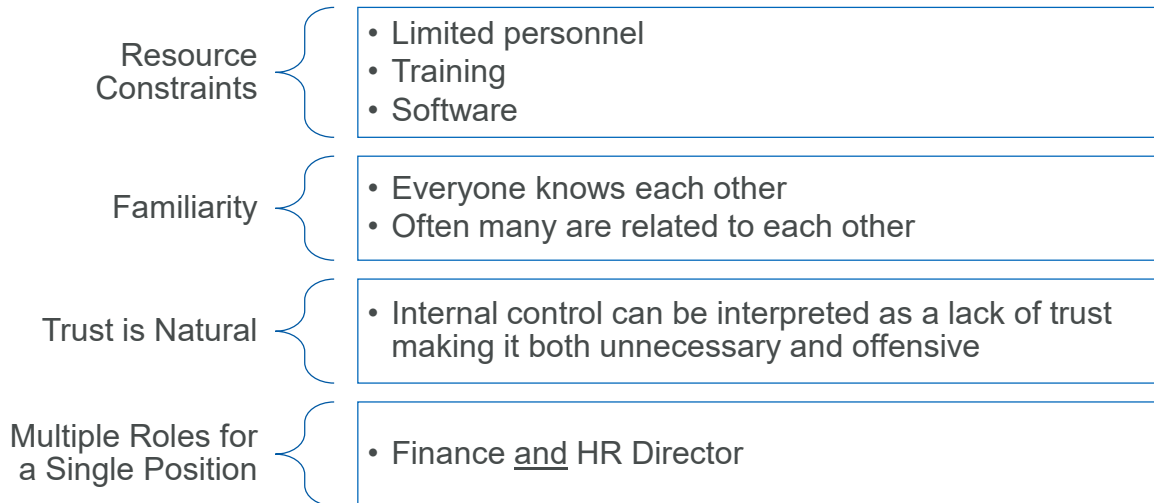 Resource
Constraints
• Limited personnel
• Training
• Software
Familiarity
• Everyone knows each other
• Often many are related to each other
Trust is Natural
• Internal control can be interpreted as a lack of trust
making it both unnecessary and offensive
Multiple Roles for
a Single Position
• Finance and HR Director